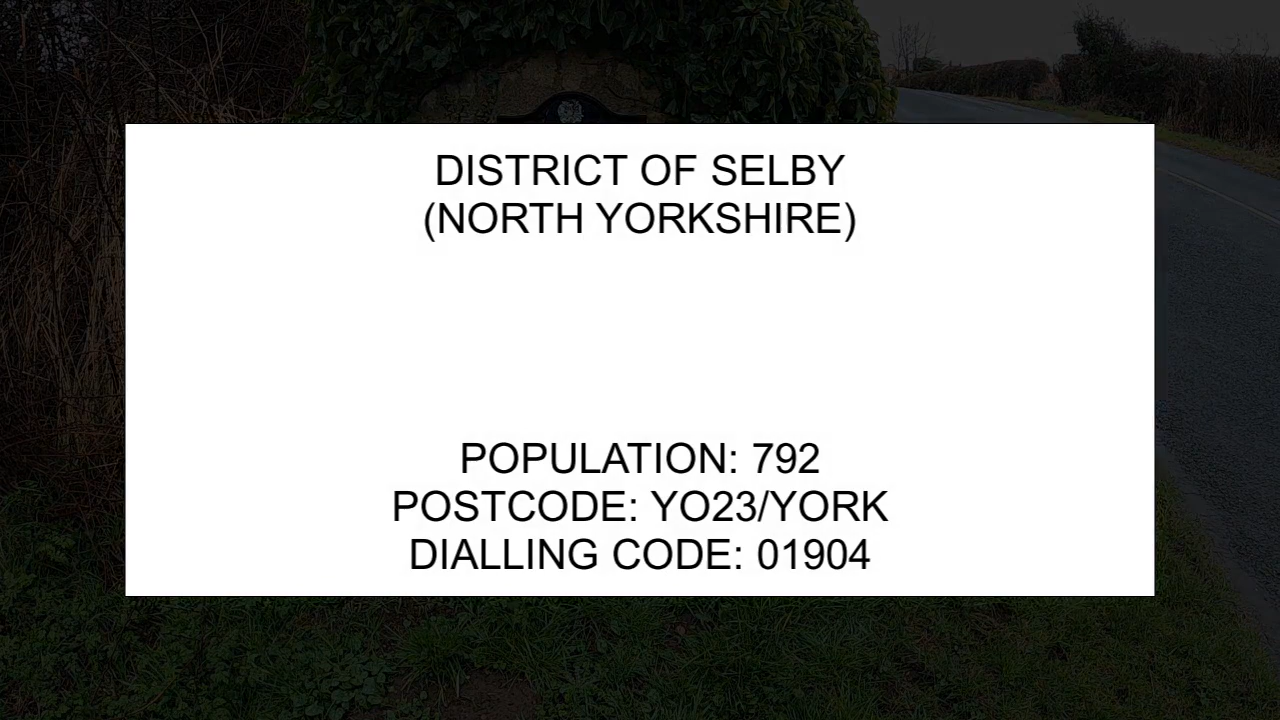 DISTRICT OF SELBY
(NORTH YORKSHIRE)
POPULATION: 792
POSTCODE: YO23/YORK
DIALLING CODE: 01904